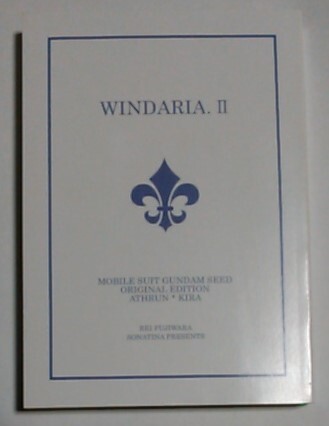 WINDARIA. II
MOBILE SUIT GUNDAM SEED
ORIGINAL EDITION
ATHRUN * KIRA
REI FUJIWARA
SONATINA PRESENTS